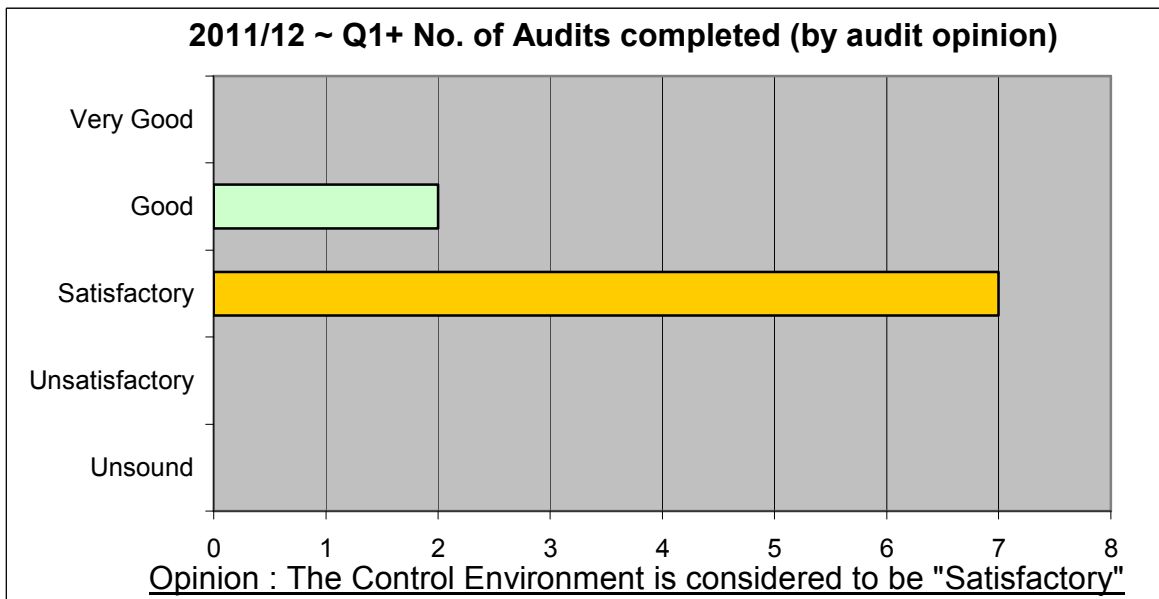 2011/12 ~ Q1+ No. of Audits completed (by audit opinion)
Very Good
Good
Satisfactory
Unsatisfactory
Unsound
0 1 2 3 4 5 6 7 8
Opinion : The Control Environment is considered to be "Satisfactory"